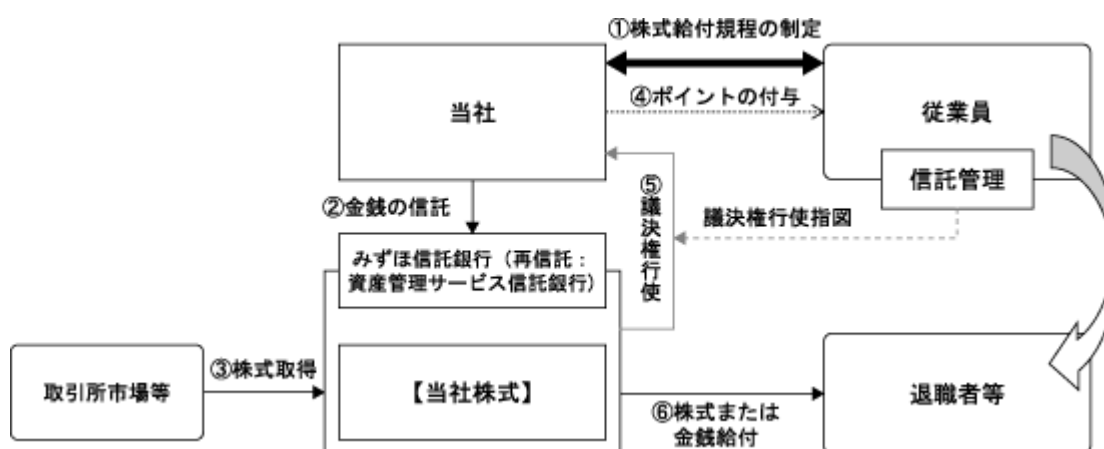 ①株式給付規程の制定
当社
④ポイントの付与
従業員
信託管理
②金銭の信託
⑤議決権行使
議決権行使指図
みずほ信託銀行（再信託：
資産管理サービス信託銀行）
取引所市場等
③株式取得
【当社株式】
⑥株式または
金銭給付
退職者等